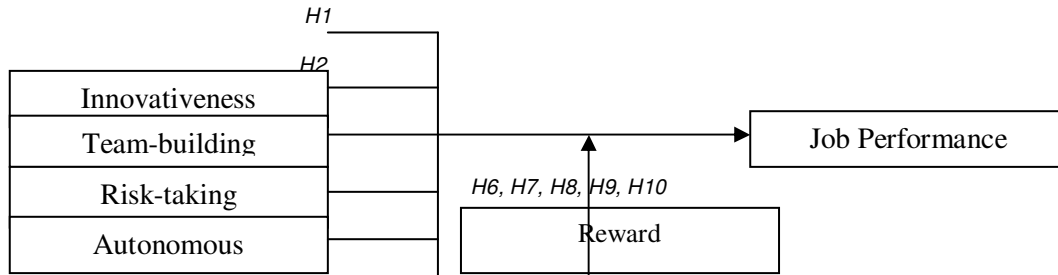 H1
H2
Innovativeness
Team-building
Job Performance
Risk-taking
H6, H7, H8, H9, H10
Reward
Autonomous